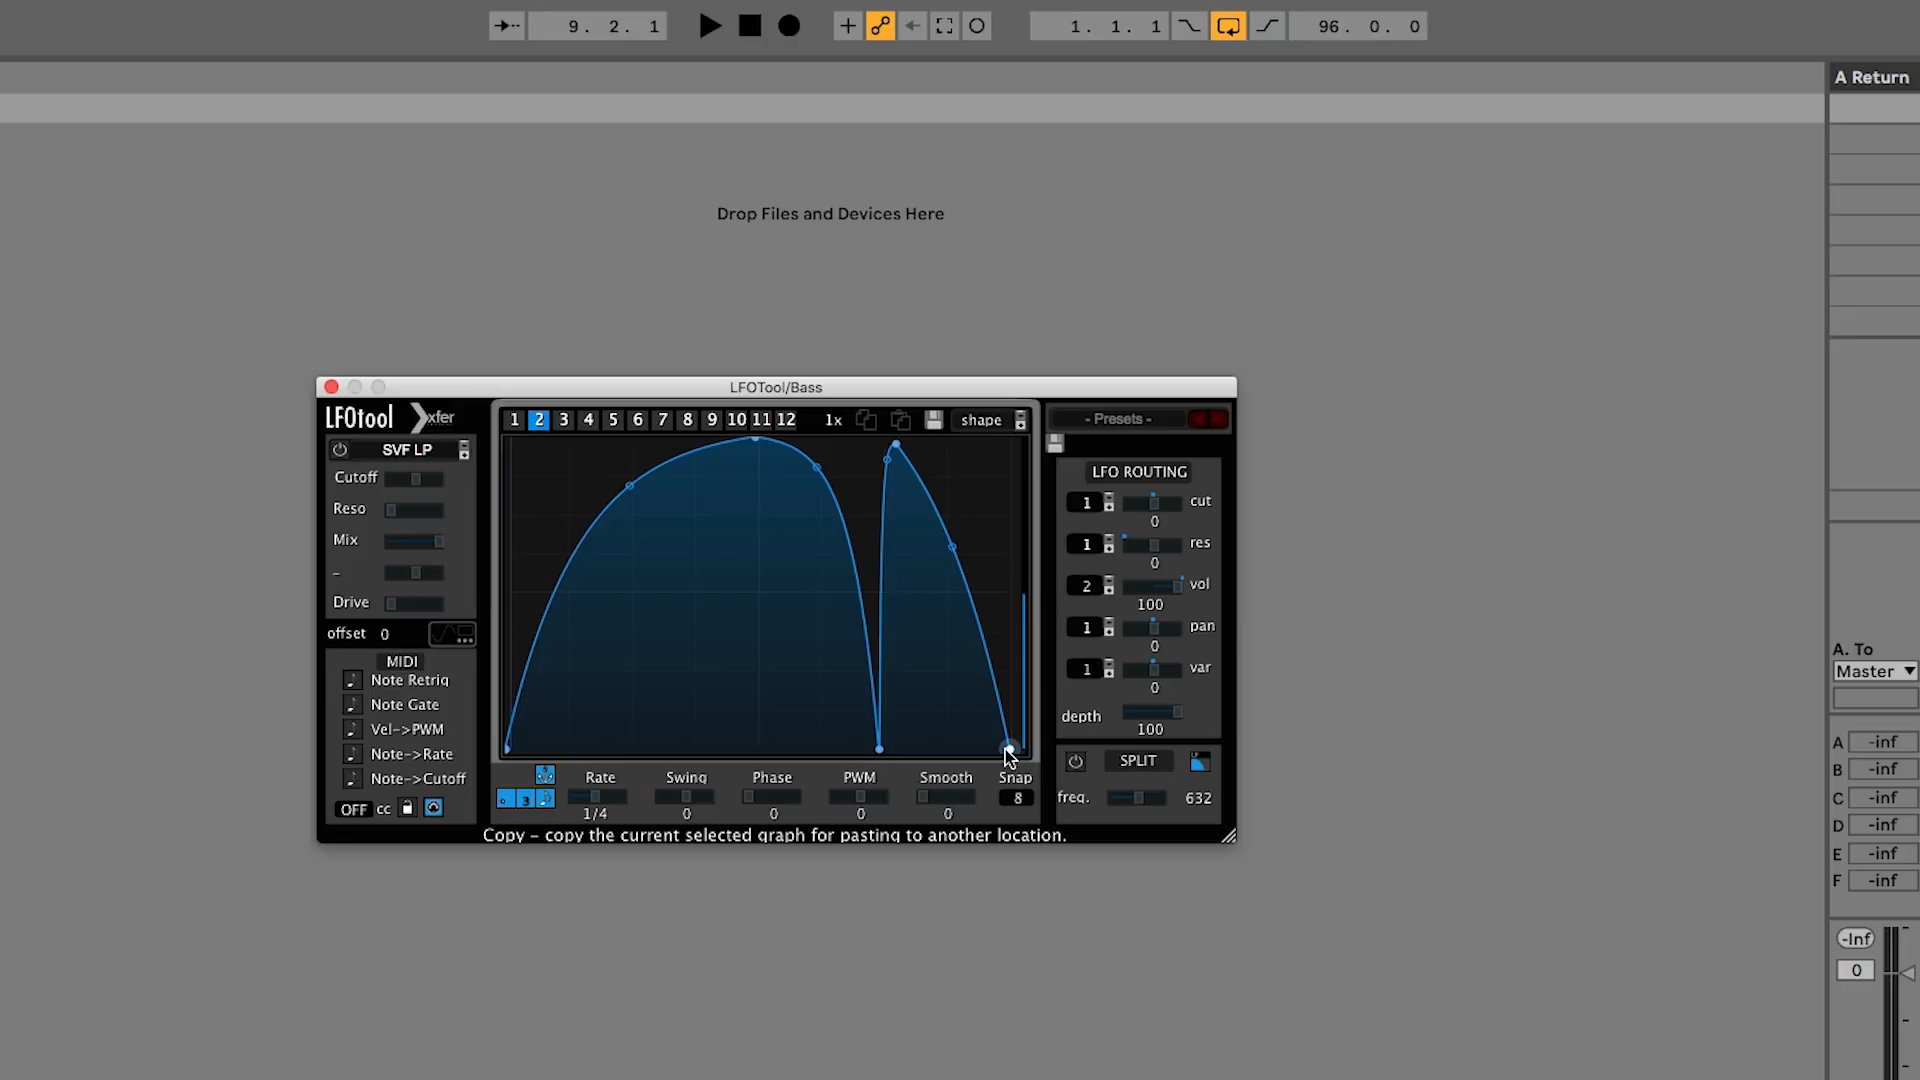 9. 2. 1
1. 1. 1
96. 0. 0
A Return
Drop Files and Devices Here
LFOTool/Bass
LFOtool xfer
1 2 3 4 5 6 7 8 9 10 11 12 1x shape
- Presets -
SVF LP
Cutoff
Reso
Mix
-
Drive
offset 0
MIDI
Note Retrig
Note Gate
Vel->PWM
Note->Rate
Note->Cutoff
OFF cc
3
Rate Swing Phase PWM Smooth Snap
8
1/4 0 0 0 0
LFO ROUTING
1 cut
0
1 res
0
2 vol
100
1 pan
0
1 var
0
depth
100
SPLIT
freq. 632
Copy - copy the current selected graph for pasting to another location.
A. To
Master
A -inf
B -inf
C -inf
D -inf
E -inf
F -inf
-Inf
0